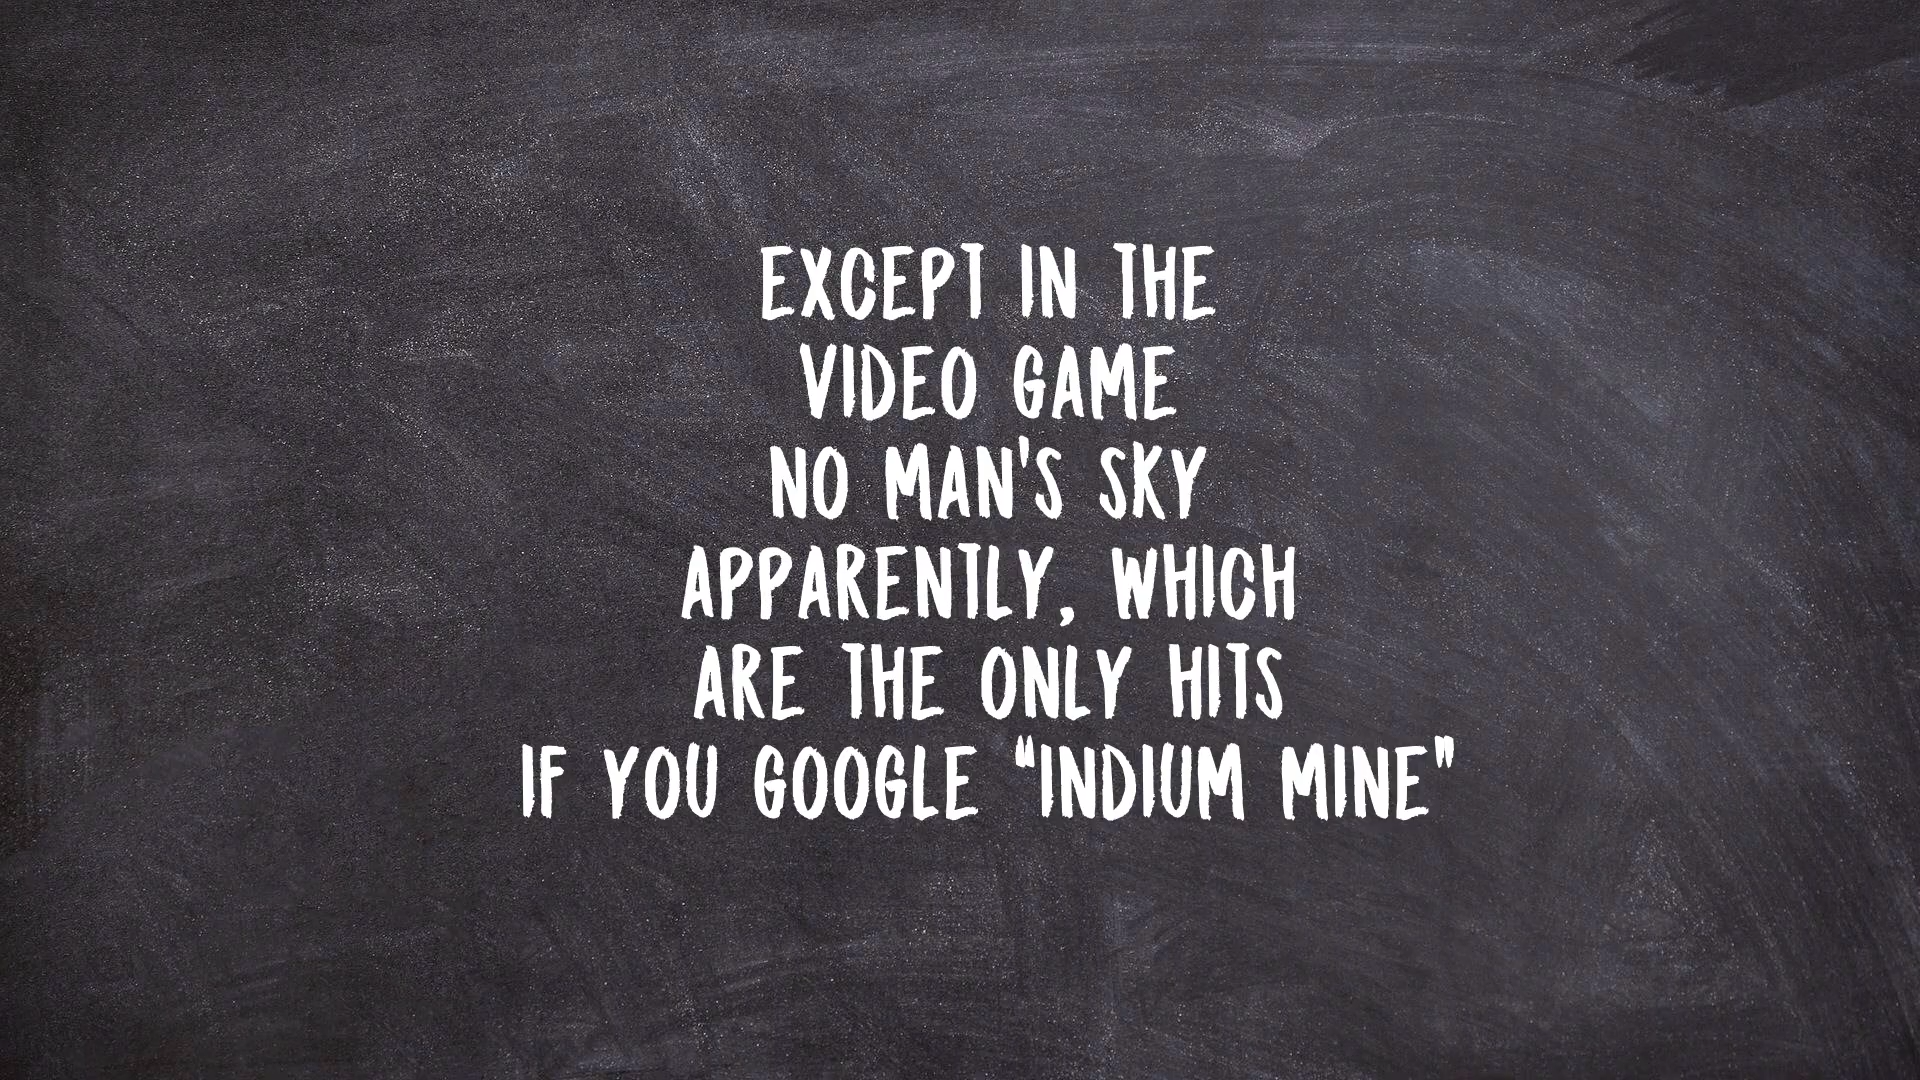 EXCEPT IN THE
VIDEO GAME
NO MAN'S SKY
APPARENTLY, WHICH
ARE THE ONLY HITS
IF YOU GOOGLE “INDIUM MINE”